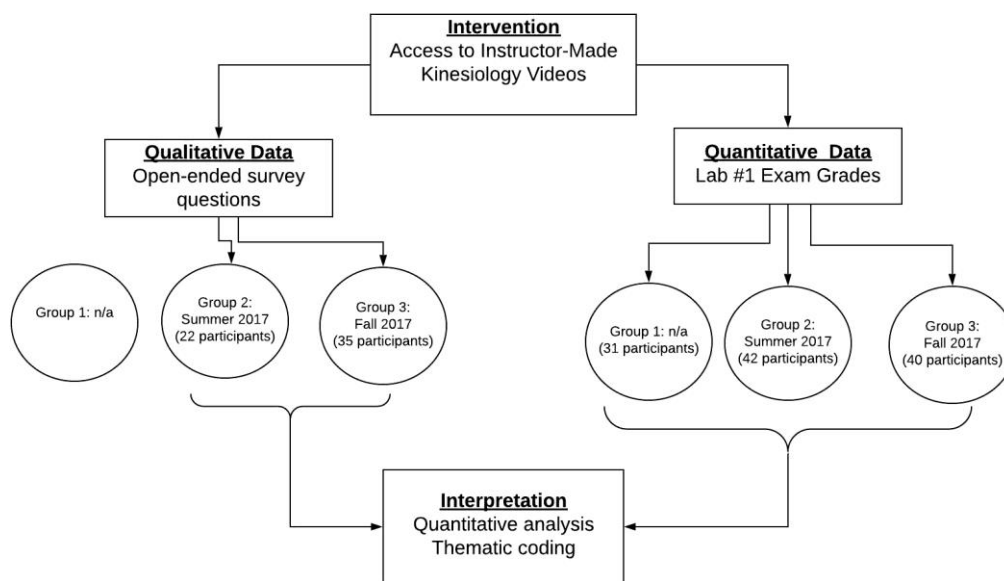 Intervention
Access to Instructor-Made
Kinesiology Videos
Qualitative Data
Open-ended survey
questions
Quantitative  Data
Lab #1 Exam Grades
Group 1: n/a
Group 2:
Summer 2017
(22 participants)
Group 3:
Fall 2017
(35 participants)
Group 1: n/a
(31 participants)
Group 2:
Summer 2017
(42 participants)
Group 3:
Fall 2017
(40 participants)
Interpretation
Quantitative analysis
Thematic coding